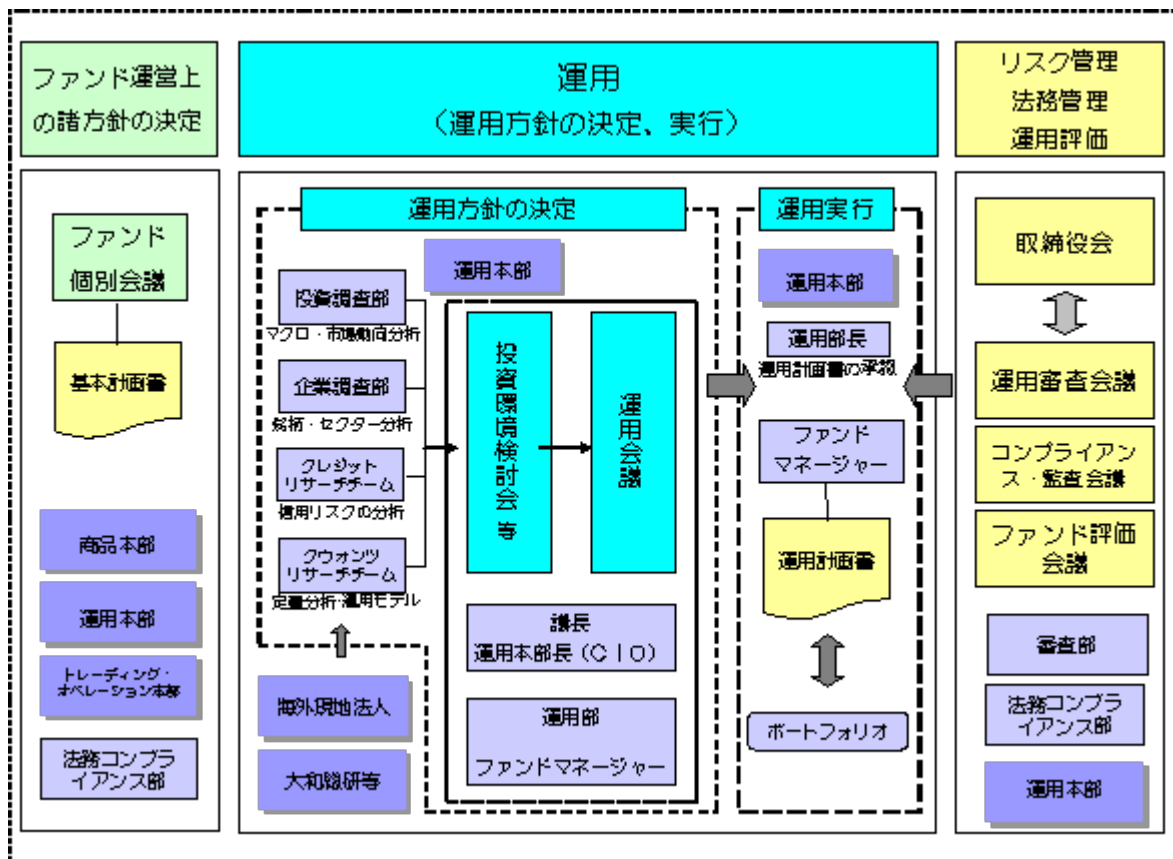 ファンド運営上
の諸方針の決定
運用
（運用方針の決定、実行）
リスク管理
法務管理
運用評価
ファンド
個別会議
基本計画書
商品本部
運用本部
トレーディング・
オペレーション本部
法務コンプラ
イアンス部
運用方針の決定
運用本部
投資調査部
マクロ・市場動向分析
企業調査部
銘柄・セクター分析
クレジット
リサーチチーム
信用リスクの分析
クウォンツ
リサーチチーム
定量分析・運用モデル
海外現地法人
大和総研等
投資環境検討会等
運用会議
議長
運用本部長（ＣＩＯ）
運用部
ファンドマネージャー
運用実行
運用本部
運用部長
運用計画書の承認
ファンド
マネージャー
運用計画書
ポートフォリオ
取締役会
運用審査会議
コンプライアン
ス・監査会議
ファンド評価
会議
審査部
法務コンプラ
イアンス部
運用本部